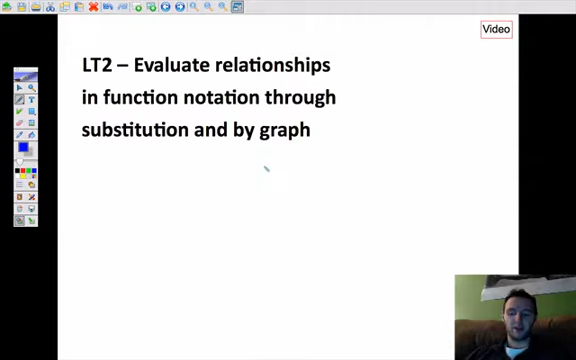 Video
LT2 – Evaluate relationships
in function notation through
substitution and by graph